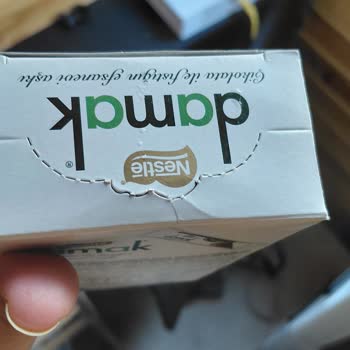 Nestlé®
damak®
Çikolata ile fıstığın efsanevi aşkı